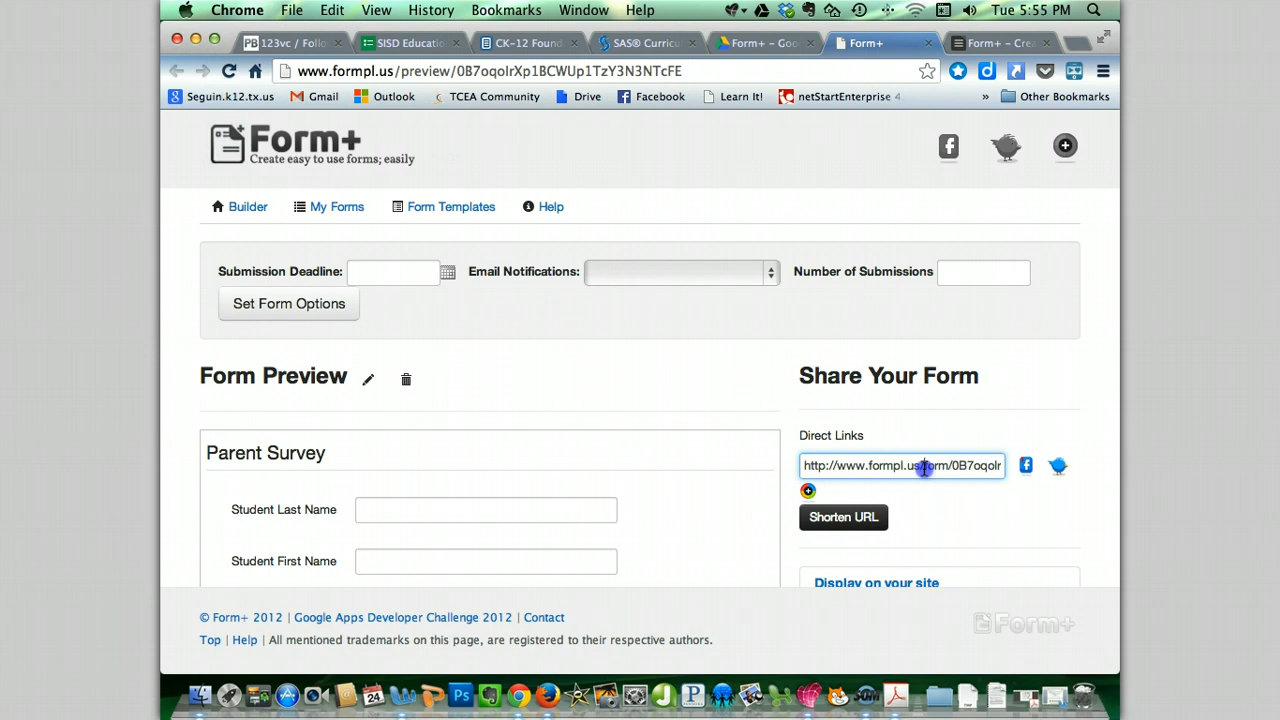 Chrome File Edit View History Bookmarks Window Help Tue 5:55 PM
123vc / Follo SISD Educatio CK-12 Found SAS® Curricu Form+ – Goo Form+ Form+ – Crea
www.formpl.us/preview/0B7oqolrXp1BCWUp1TzY3N3NTcFE
Seguin.k12.tx.us Gmail Outlook TCEA Community Drive Facebook Learn It! netStartEnterprise 4. » Other Bookmarks
Form+
Create easy to use forms; easily
Builder My Forms Form Templates Help
Submission Deadline: Email Notifications: Number of Submissions
Set Form Options
Form Preview Share Your Form
Direct Links
Parent Survey
http://www.formpl.us/form/0B7oqolr
Student Last Name
Shorten URL
Student First Name
Display on your site
© Form+ 2012 | Google Apps Developer Challenge 2012 | Contact
Top | Help | All mentioned trademarks on this page, are registered to their respective authors.
Form+